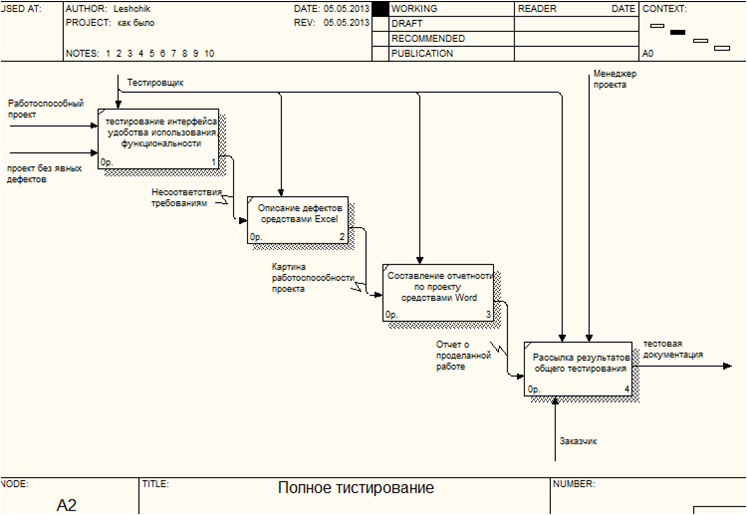 USED AT:
AUTHOR: Leshchik
DATE: 05.05.2013
WORKING
READER
DATE
CONTEXT:
PROJECT: как было
REV: 05.05.2013
DRAFT
RECOMMENDED
NOTES: 1 2 3 4 5 6 7 8 9 10
PUBLICATION
A0
Тестировщик
Менеджер
проекта
Работоспособный
проект
тестирование интерфейса
удобства использования,
функциональности
0р.
1
проект без явных
дефектов
Несоответствия
требованиям
Описание дефектов
средствами Excel
0р.
2
Картина
работоспособности
проекта
Составление отчетности
по проекту
средствами Word
0р.
3
Отчет о
проделанной
работе
Рассылка результатов
общего тестирования
0р.
4
тестовая
документация
Заказчик
NODE:
A2
TITLE:
Полное тистирование
NUMBER: